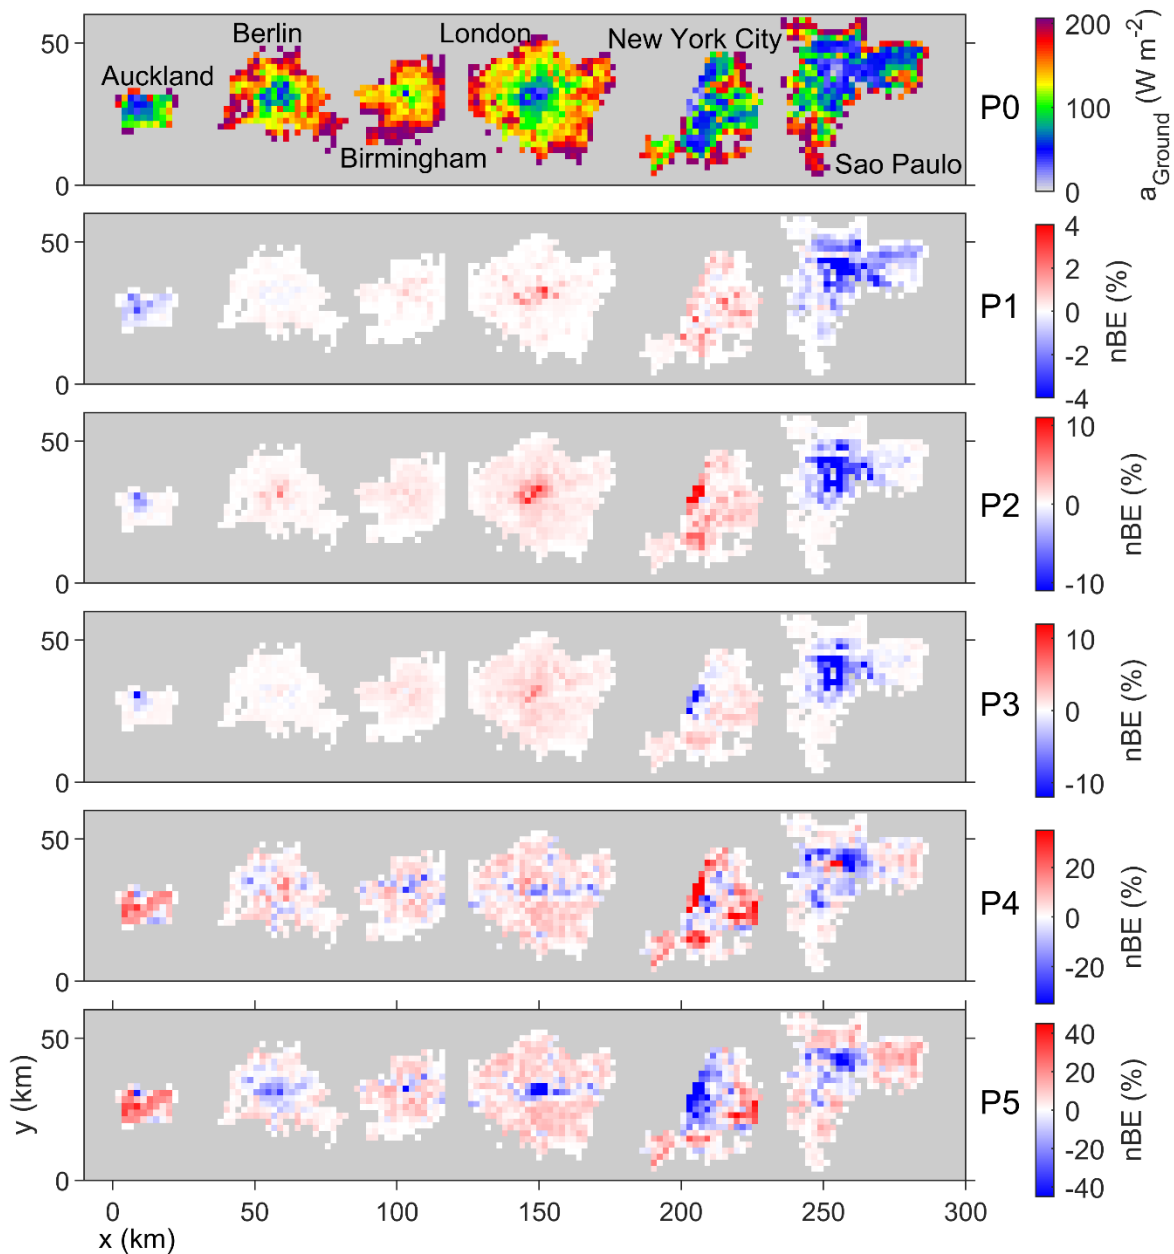 50
0
Auckland
Berlin
Birmingham
London
New York City
Sao Paulo
P0
200
100
0
a_Ground (W m^-2)
50
0
P1
4
2
0
-2
-4
nBE (%)
50
0
P2
10
0
-10
nBE (%)
50
0
P3
10
0
-10
nBE (%)
50
0
P4
20
0
-20
nBE (%)
50
0
y (km)
P5
40
20
0
-20
-40
nBE (%)
0 50 100 150 200 250 300
x (km)